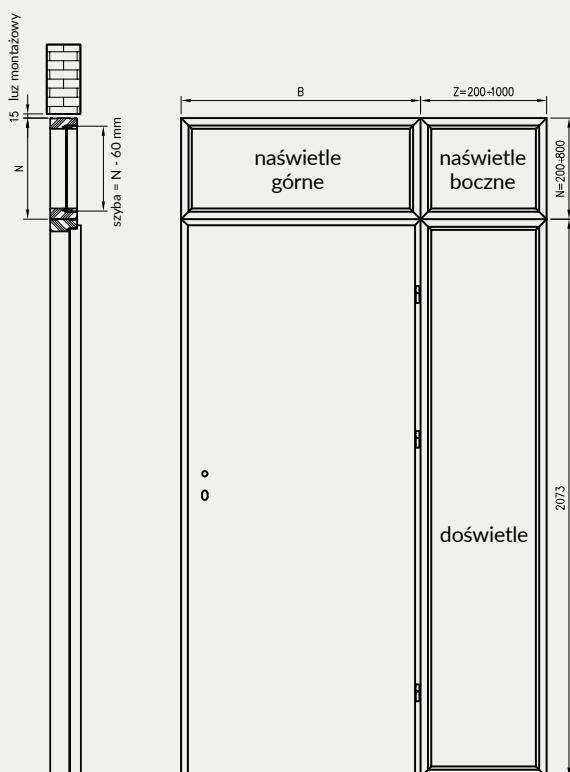 15 luz montażowy
N
szyba = N - 60 mm
B
Z=200÷1000
naświetle
górne
naświetle
boczne
N=200÷800
2073
doświetle